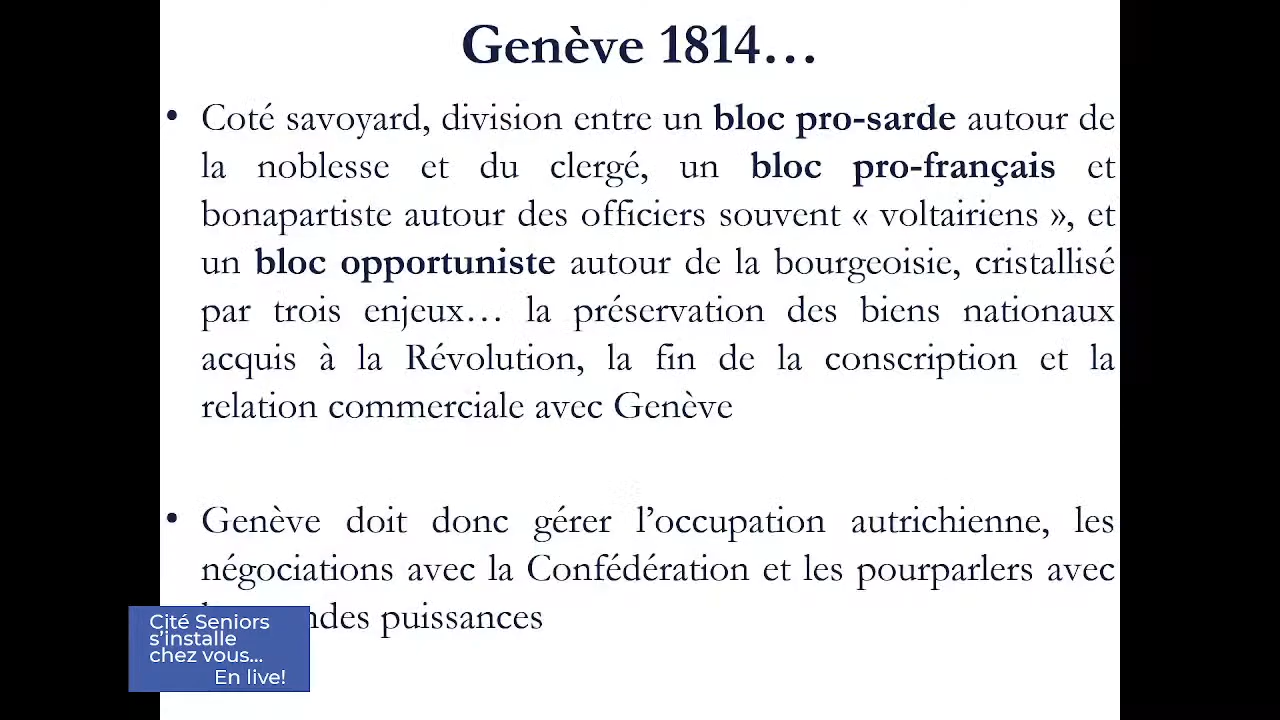 Genève 1814…
• Coté savoyard, division entre un bloc pro-sarde autour de
la noblesse et du clergé, un bloc pro-français et
bonapartiste autour des officiers souvent « voltairiens », et
un bloc opportuniste autour de la bourgeoisie, cristallisé
par trois enjeux… la préservation des biens nationaux
acquis à la Révolution, la fin de la conscription et la
relation commerciale avec Genève
• Genève doit donc gérer l’occupation autrichienne, les
négociations avec la Confédération et les pourparlers avec
puissances
Cité Seniors
s’installe
chez vous...
En live!